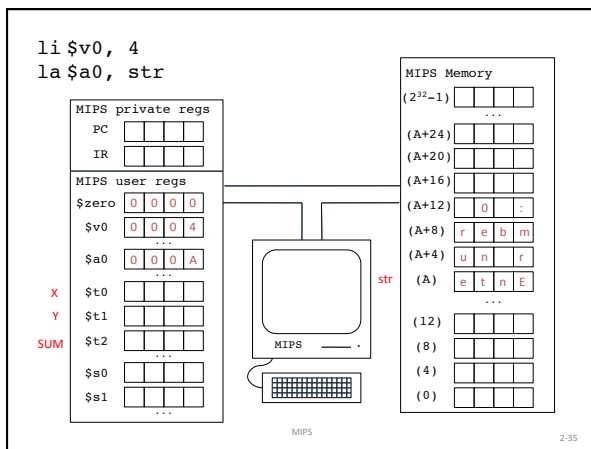 li $v0, 4
la $a0, str
MIPS private regs
PC
IR
MIPS user regs
$zero 0 0 0 0
$v0 0 0 0 4
...
$a0 0 0 0 A
...
X $t0
Y $t1
SUM $t2
...
$s0
$s1
...
MIPS _____ .
MIPS Memory
(2³²-1)
...
(A+24)
(A+20)
(A+16)
(A+12) 0 :
(A+8) r e b m
(A+4) u n r
str (A) e t n E
...
(12)
(8)
(4)
(0)
MIPS
2-35